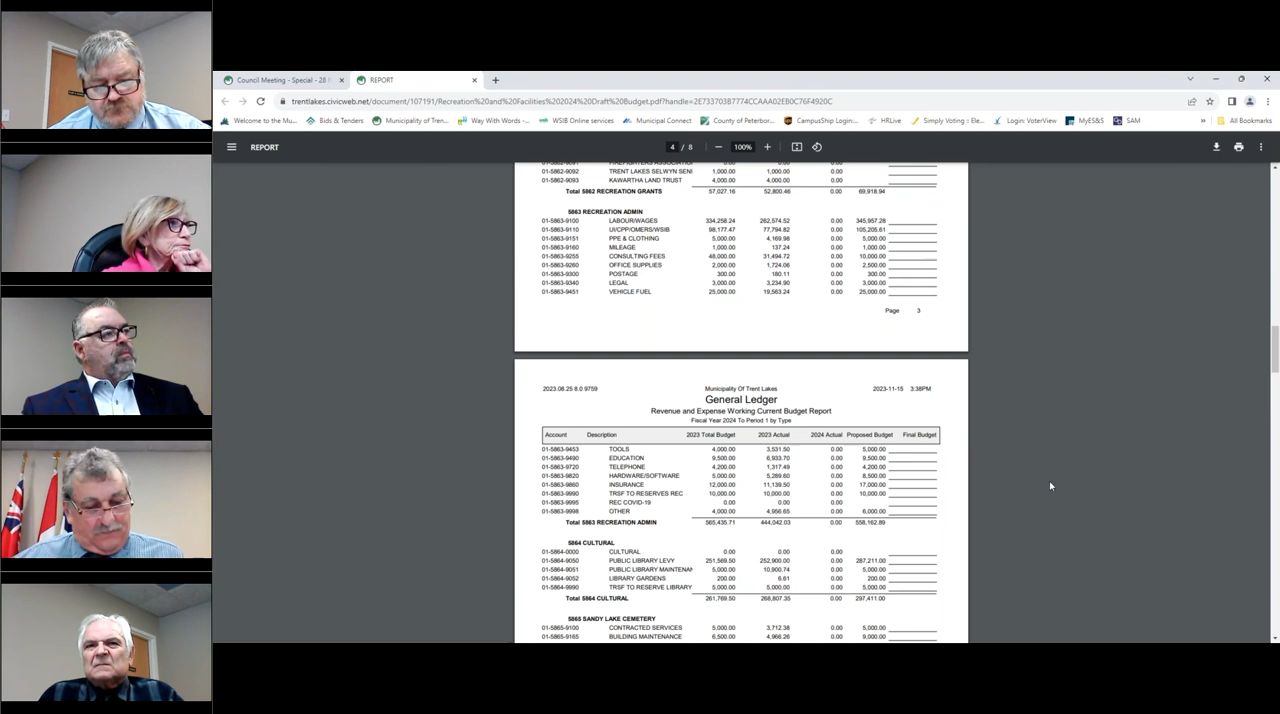 Council Meeting - Special - 28
REPORT
trentlakes.civicweb.net/document/107191/Recreation%20and%20Facilities%202024%20Draft%20Budget.pdf?handle=2E733703B7774CCAAA02EB0C76F4920C
Welcome to the Mu... Bids & Tenders Municipality of Tren... Way With Words -... WSIB Online services Municipal Connect County of Peterbor... CampusShip Login:... HRLive Simply Voting :: Ele... Login: VoterView MyES&S SAM » All Bookmarks
REPORT 4 / 8 100%
01-5862-9092 TRENT LAKES SELWYN SENI 1,000.00 1,000.00 0.00 1,000.00
01-5862-9093 KAWARTHA LAND TRUST 4,000.00 4,000.00 0.00 4,000.00
Total 5862 RECREATION GRANTS 57,027.16 52,800.46 0.00 69,918.94
5863 RECREATION ADMIN
01-5863-9100 LABOUR/WAGES 334,258.24 262,574.52 0.00 345,957.28
01-5863-9110 UI/CPP/OMERS/WSIB 98,177.47 77,794.82 0.00 105,205.61
01-5863-9151 PPE & CLOTHING 5,000.00 4,169.98 0.00 5,000.00
01-5863-9160 MILEAGE 1,000.00 137.24 0.00 1,000.00
01-5863-9255 CONSULTING FEES 48,000.00 31,494.72 0.00 10,000.00
01-5863-9260 OFFICE SUPPLIES 2,000.00 1,724.06 0.00 2,500.00
01-5863-9300 POSTAGE 300.00 180.11 0.00 300.00
01-5863-9340 LEGAL 3,000.00 3,234.90 0.00 3,000.00
01-5863-9451 VEHICLE FUEL 25,000.00 19,563.24 0.00 25,000.00
Page 3
2023.08.25 8.0 9759 Municipality Of Trent Lakes 2023-11-15 3:38PM
General Ledger
Revenue and Expense Working Current Budget Report
Fiscal Year 2024 To Period 1 by Type
Account Description 2023 Total Budget 2023 Actual 2024 Actual Proposed Budget Final Budget
01-5863-9453 TOOLS 4,000.00 3,531.50 0.00 5,000.00
01-5863-9490 EDUCATION 9,500.00 6,933.70 0.00 9,500.00
01-5863-9720 TELEPHONE 4,200.00 1,317.49 0.00 4,200.00
01-5863-9820 HARDWARE/SOFTWARE 5,000.00 5,289.60 0.00 8,500.00
01-5863-9860 INSURANCE 12,000.00 11,139.50 0.00 17,000.00
01-5863-9990 TRSF TO RESERVES REC 10,000.00 10,000.00 0.00 10,000.00
01-5863-9995 REC COVID-19 0.00 0.00 0.00
01-5863-9998 OTHER 4,000.00 4,956.65 0.00 6,000.00
Total 5863 RECREATION ADMIN 565,435.71 444,042.03 0.00 558,162.89
5864 CULTURAL
01-5864-0000 CULTURAL 0.00 0.00 0.00
01-5864-9050 PUBLIC LIBRARY LEVY 251,569.50 252,900.00 0.00 287,211.00
01-5864-9051 PUBLIC LIBRARY MAINTENAN 5,000.00 10,900.74 0.00 5,000.00
01-5864-9052 LIBRARY GARDENS 200.00 6.61 0.00 200.00
01-5864-9990 TRSF TO RESERVE LIBRARY 5,000.00 5,000.00 0.00 5,000.00
Total 5864 CULTURAL 261,769.50 268,807.35 0.00 297,411.00
5865 SANDY LAKE CEMETERY
01-5865-9100 CONTRACTED SERVICES 5,000.00 3,712.38 0.00 5,000.00
01-5865-9165 BUILDING MAINTENANCE 6,500.00 4,966.26 0.00 9,000.00